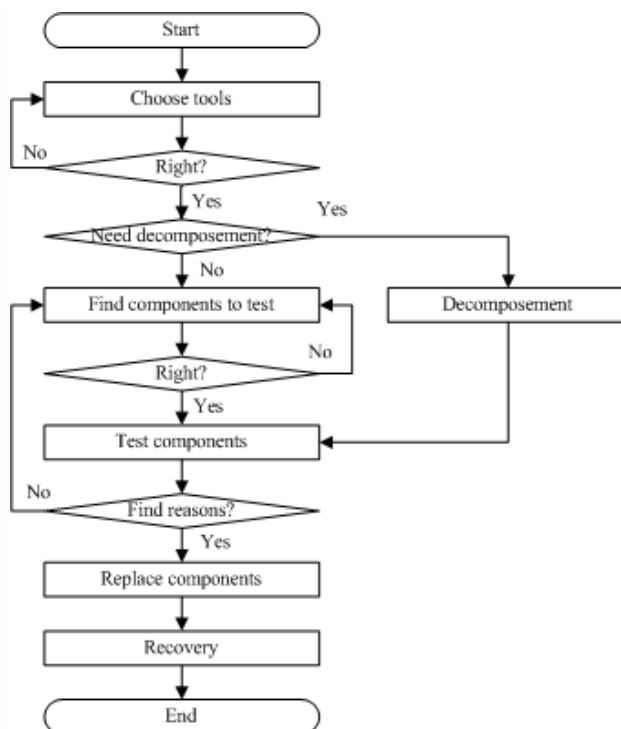 Start
Choose tools
No
Right?
Yes
Yes
Need decomposement?
No
Find components to test
Decomposement
No
Right?
Yes
Test components
No
Find reasons?
Yes
Replace components
Recovery
End